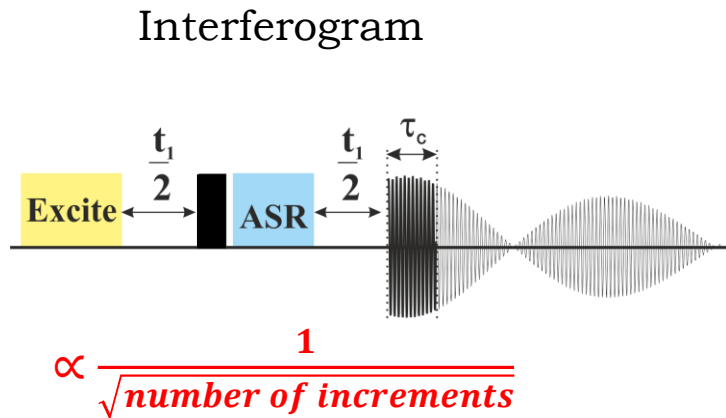 Interferogram
t₁/2 t₁/2 τc
Excite ASR
∝ 1/√number of increments